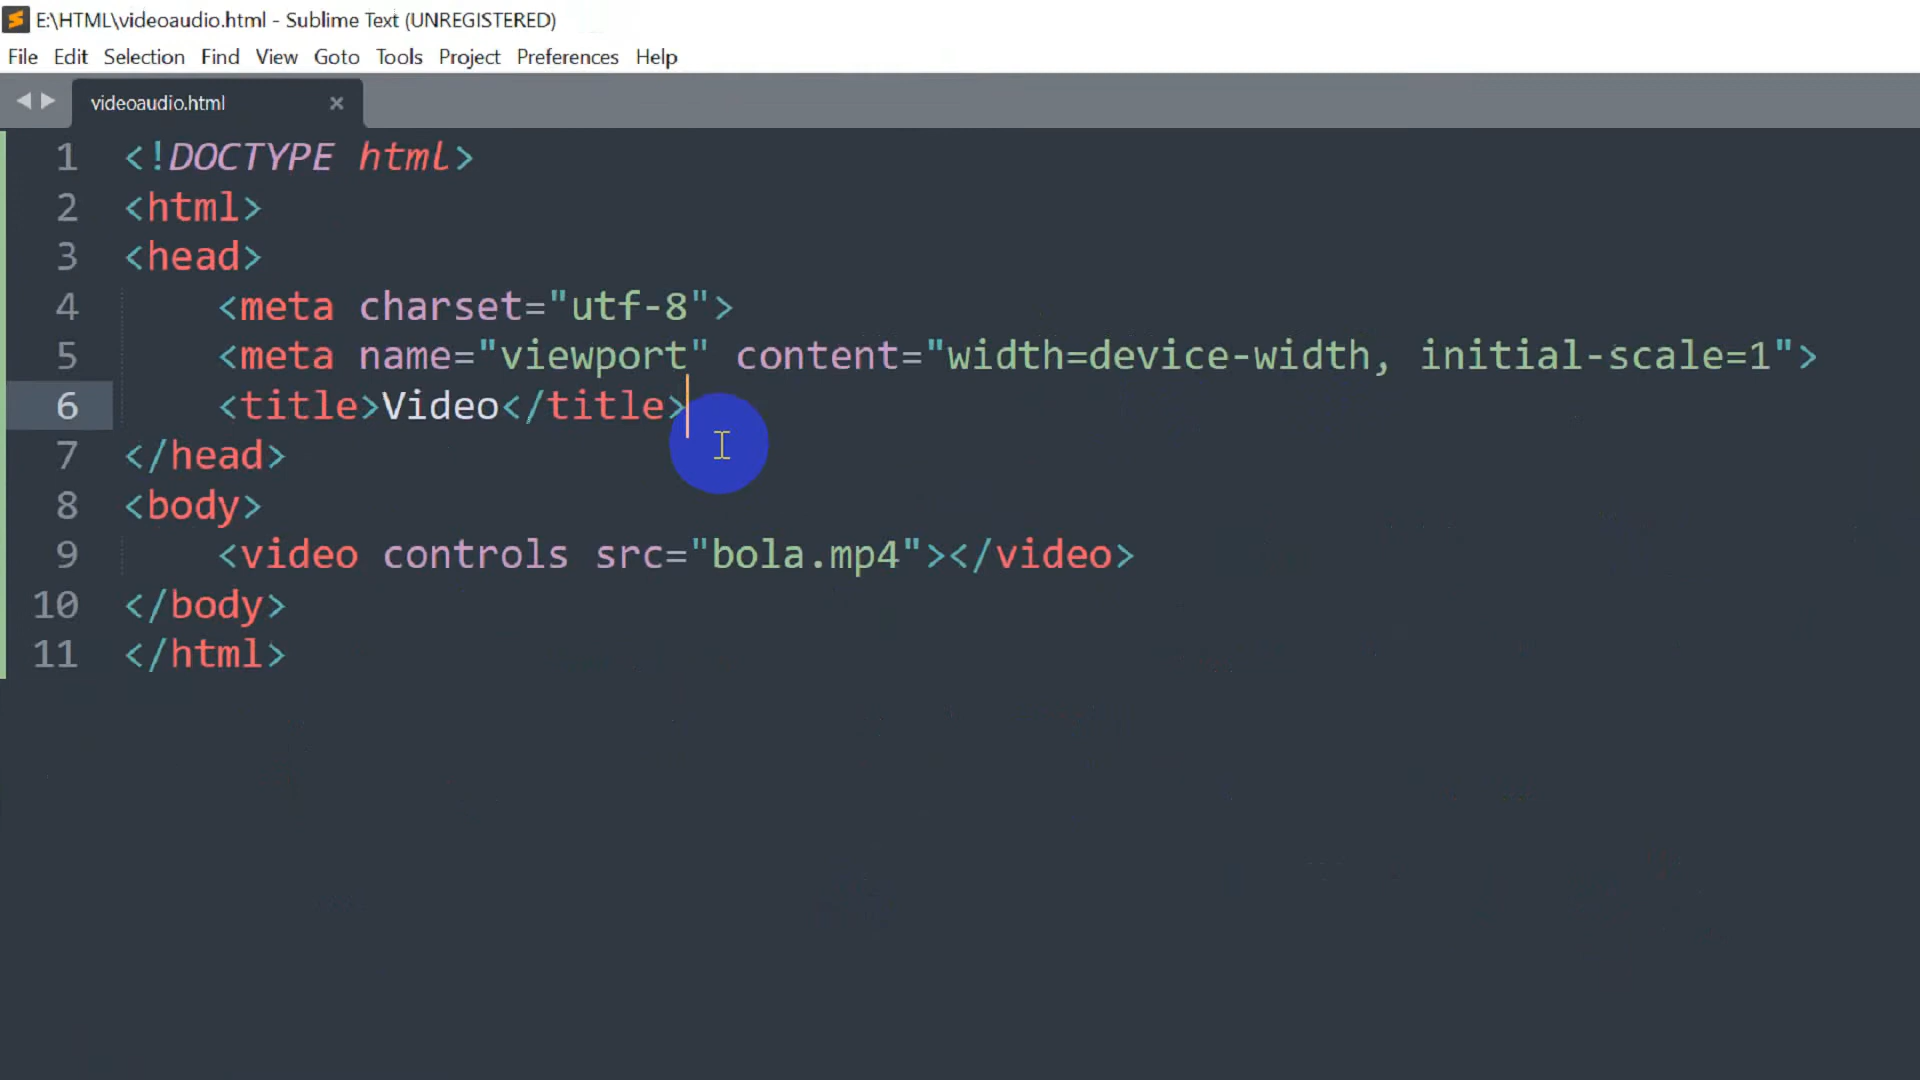 E:\HTML\videoaudio.html - Sublime Text (UNREGISTERED)
File Edit Selection Find View Goto Tools Project Preferences Help
videoaudio.html
1 <!DOCTYPE html>
2 <html>
3 <head>
4 <meta charset="utf-8">
5 <meta name="viewport" content="width=device-width, initial-scale=1">
6 <title>Video</title>
7 </head>
8 <body>
9 <video controls src="bola.mp4"></video>
10 </body>
11 </html>